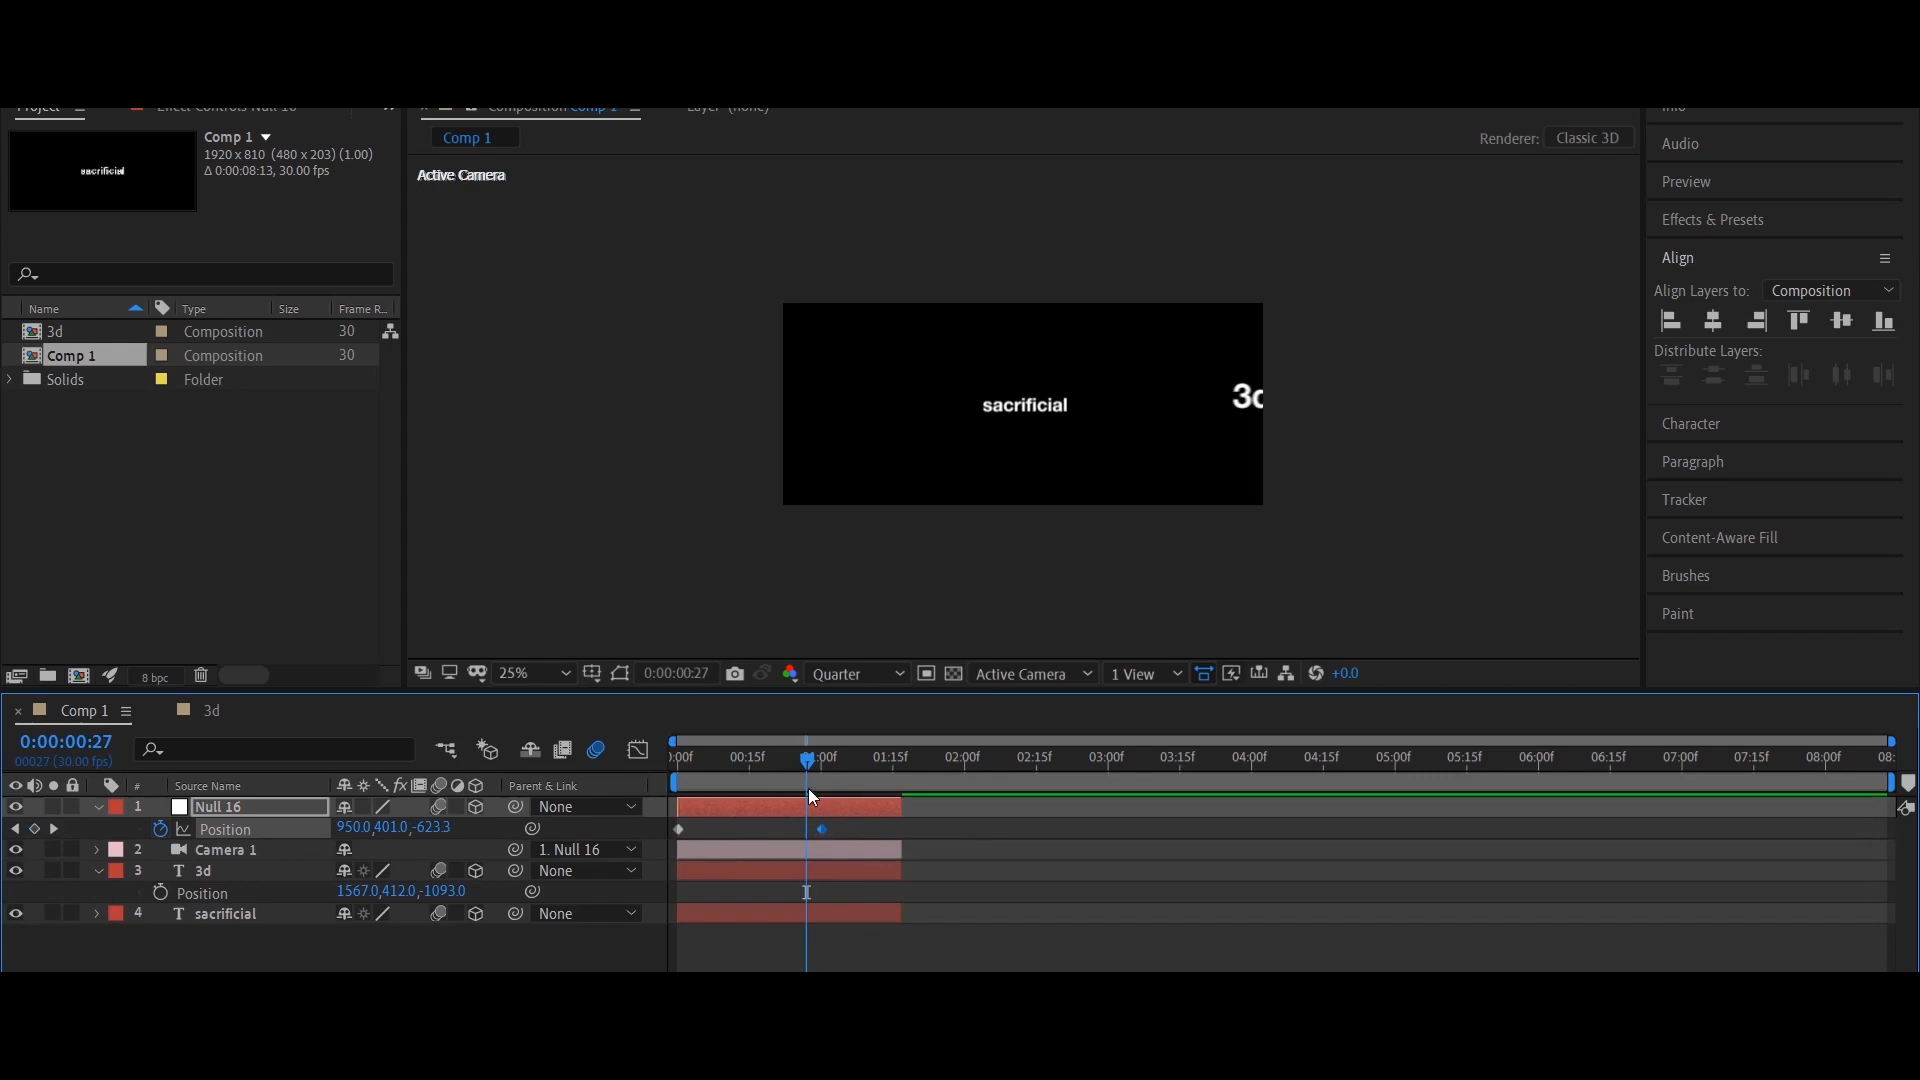 Project
Effect Controls Null 16
Composition Comp 1
Layer (none)
Comp 1
1920 x 810 (480 x 203) (1.00)
Δ 0:00:08:13, 30.00 fps
sacrificial
Comp 1
Renderer: Classic 3D
Active Camera
Info
Audio
Preview
Effects & Presets
Align
Align Layers to: Composition
Distribute Layers:
Character
Paragraph
Tracker
Content-Aware Fill
Brushes
Paint
Name Type Size Frame R...
3d Composition 30
Comp 1 Composition 30
Solids Folder
sacrificial
3d
8 bpc
25% 0:00:00:27 Quarter Active Camera 1 View +0.0
Comp 1 3d
0:00:00:27
00027 (30.00 fps)
:00f 00:15f :00f 01:15f 02:00f 02:15f 03:00f 03:15f 04:00f 04:15f 05:00f 05:15f 06:00f 06:15f 07:00f 07:15f 08:00f 08:
# Source Name fx Parent & Link
1 Null 16 None
Position 950.0,401.0,-623.3
2 Camera 1 1. Null 16
3 T 3d None
Position 1567.0,412.0,-1093.0
4 T sacrificial None